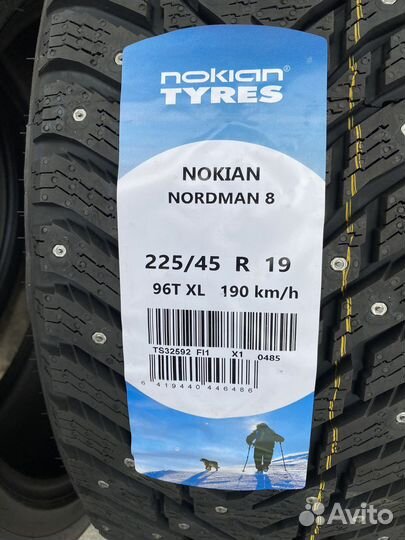 nokian
TYRES
NOKIAN
NORDMAN 8
225/45 R 19
96T XL 190 km/h
TS32592 FI1 X1 0485
6 419440 446486
Avito